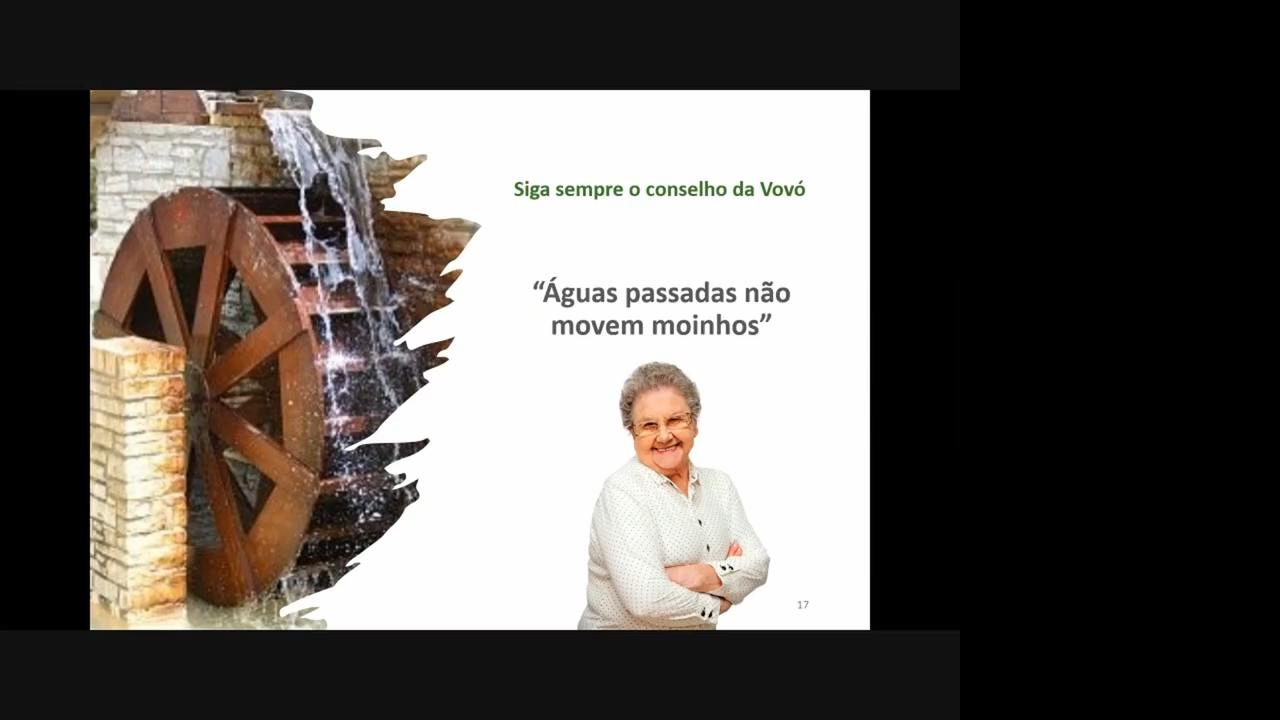 Siga sempre o conselho da Vovó
“Águas passadas não
movem moinhos”
17